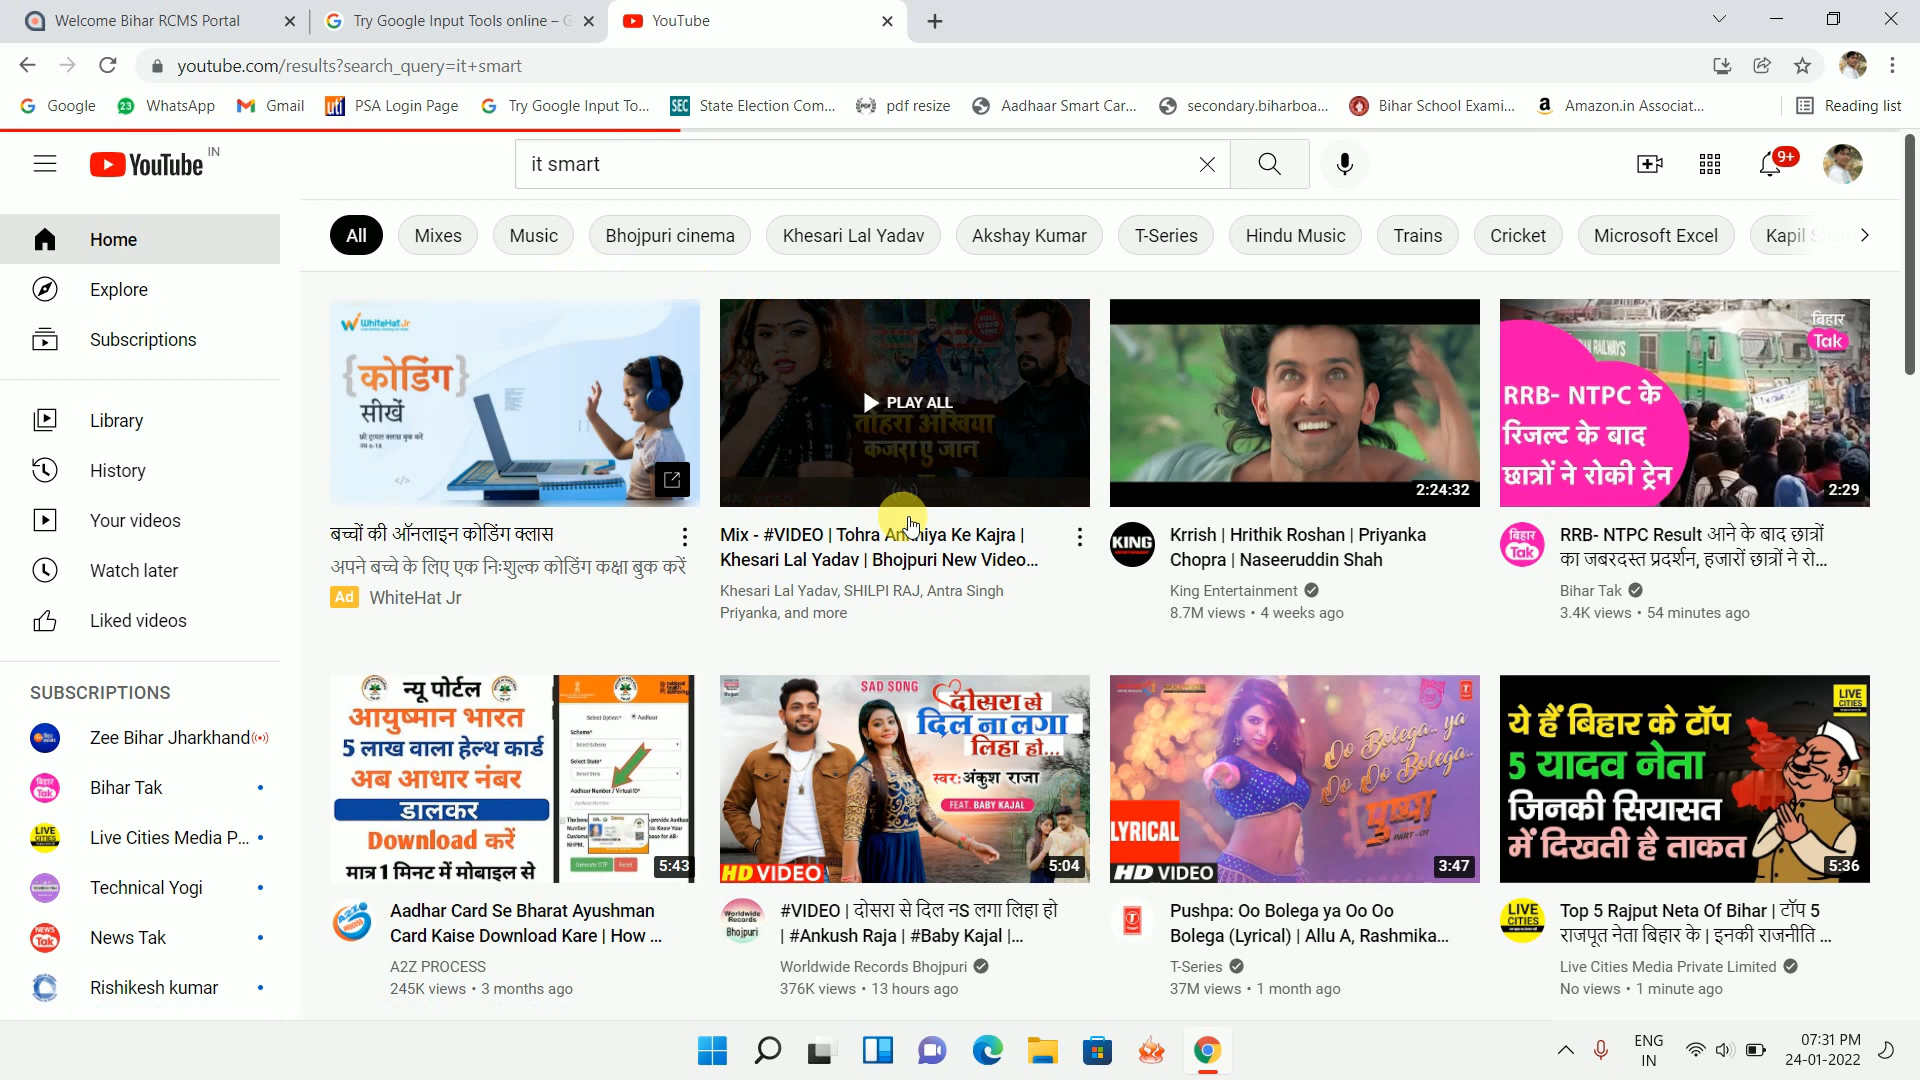 Welcome Bihar RCMS Portal
Try Google Input Tools online – G
YouTube
youtube.com/results?search_query=it+smart
Google
WhatsApp
Gmail
PSA Login Page
Try Google Input To...
State Election Com...
pdf resize
Aadhaar Smart Car...
secondary.biharboa...
Bihar School Exami...
Amazon.in Associat...
Reading list
YouTube IN
it smart
9+
Home
Explore
Subscriptions
Library
History
Your videos
Watch later
Liked videos
SUBSCRIPTIONS
Zee Bihar Jharkhand
Bihar Tak
Live Cities Media P...
Technical Yogi
News Tak
Rishikesh kumar
All
Mixes
Music
Bhojpuri cinema
Khesari Lal Yadav
Akshay Kumar
T-Series
Hindu Music
Trains
Cricket
Microsoft Excel
Kapil
WhiteHat Jr
{कोडिंग}
सीखें
बच्चों की ऑनलाइन कोडिंग क्लास
अपने बच्चे के लिए एक निःशुल्क कोडिंग कक्षा बुक करें
Ad WhiteHat Jr
PLAY ALL
तोहरा अंखिया
कजरा ए जान
Mix - #VIDEO | Tohra
Ke Kajra |
Khesari Lal Yadav | Bhojpuri New Video...
Khesari Lal Yadav, SHILPI RAJ, Antra Singh
Priyanka, and more
2:24:32
KING
Krrish | Hrithik Roshan | Priyanka
Chopra | Naseeruddin Shah
King Entertainment
8.7M views • 4 weeks ago
बिहार
Tak
RRB- NTPC के
रिजल्ट के बाद
छात्रों ने रोकी ट्रेन
2:29
RRB- NTPC Result आने के बाद छात्रों
का जबरदस्त प्रदर्शन, हजारों छात्रों ने रो...
Bihar Tak
3.4K views • 54 minutes ago
न्यू पोर्टल
आयुष्मान भारत
5 लाख वाला हेल्थ कार्ड
अब आधार नंबर
डालकर
Download करें
मात्र 1 मिनट में मोबाइल से
5:43
Aadhar Card Se Bharat Ayushman
Card Kaise Download Kare | How ...
A2Z PROCESS
245K views • 3 months ago
SAD SONG
दोसरा से
दिल ना लगा
लिहा हो...
स्वर: अंकुश राजा
FEAT. BABY KAJAL
HD VIDEO
5:04
#VIDEO | दोसरा से दिल नS लगा लिहा हो
| #Ankush Raja | #Baby Kajal |...
Worldwide Records Bhojpuri
376K views • 13 hours ago
Oo Bolega.. ya
Oo Oo Bolega..
पुष्पा
PART-01
LYRICAL
HD VIDEO
3:47
Pushpa: Oo Bolega ya Oo Oo
Bolega (Lyrical) | Allu A, Rashmika...
T-Series
37M views • 1 month ago
LIVE
CITIES
ये हैं बिहार के टॉप
5 यादव नेता
जिनकी सियासत
में दिखती है ताकत
5:36
Top 5 Rajput Neta Of Bihar | टॉप 5
राजपूत नेता बिहार के | इनकी राजनीति ...
Live Cities Media Private Limited
No views • 1 minute ago
ENG
IN
07:31 PM
24-01-2022